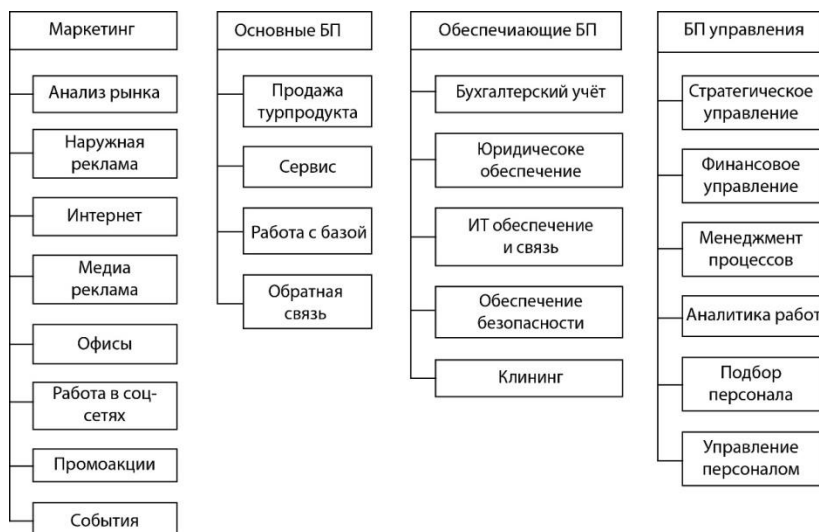 Маркетинг
Анализ рынка
Наружная
реклама
Интернет
Медиа
реклама
Офисы
Работа в соц-
сетях
Промоакции
События
Основные БП
Продажа
турпродукта
Сервис
Работа с базой
Обратная
связь
Обеспечиающие БП
Бухгалтерский учёт
Юридичесоке
обеспечение
ИТ обеспечение
и связь
Обеспечение
безопасности
Клининг
БП управления
Стратегическое
управление
Финансовое
управление
Менеджмент
процессов
Аналитика работ
Подбор
персонала
Управление
персоналом